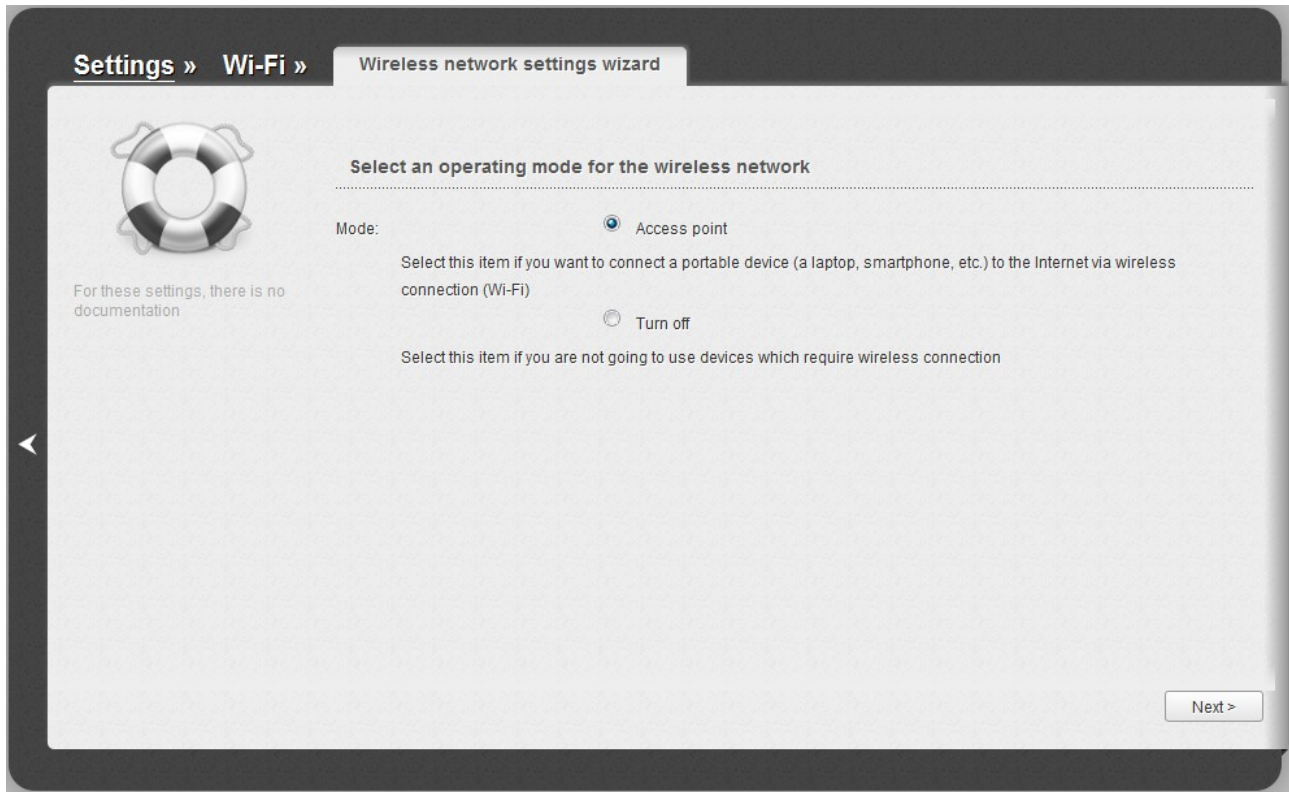 Settings » Wi-Fi » Wireless network settings wizard
For these settings, there is no
documentation
Select an operating mode for the wireless network
Mode: Access point
Select this item if you want to connect a portable device (a laptop, smartphone, etc.) to the Internet via wireless
connection (Wi-Fi)
Turn off
Select this item if you are not going to use devices which require wireless connection
Next >